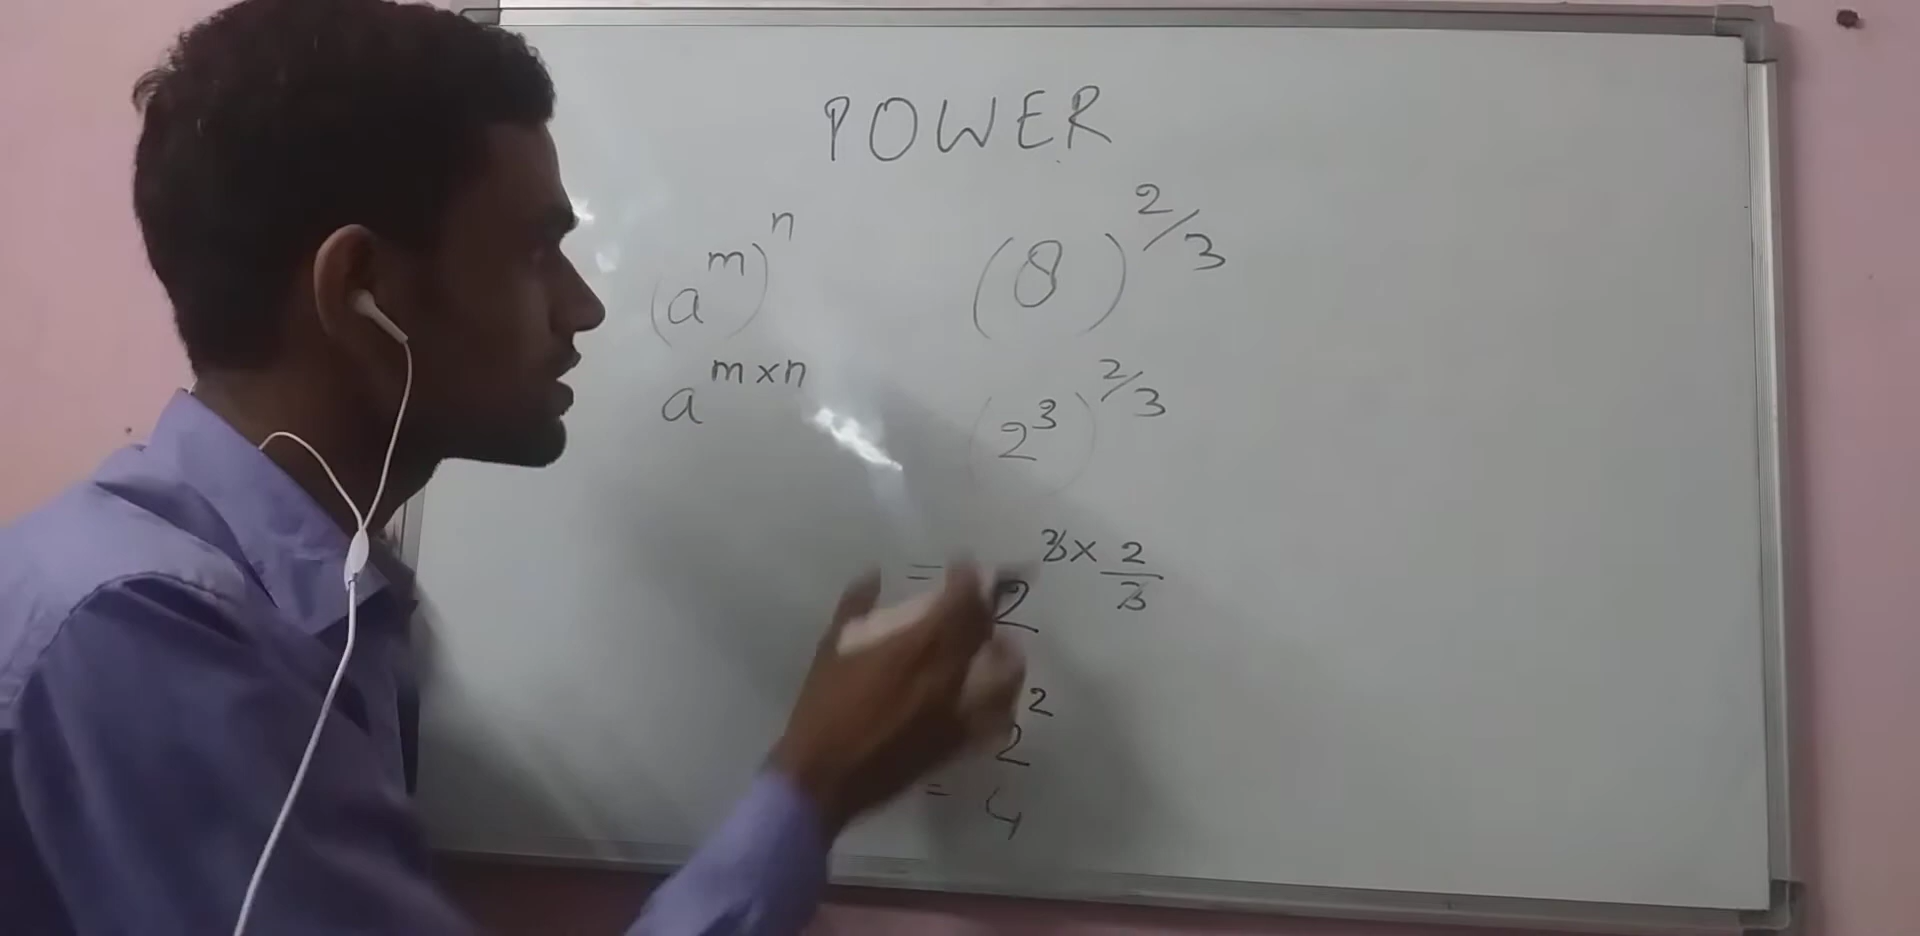 POWER
(a^m)^n
a^(m×n)
(8)^(2/3)
(2^3)^(2/3)
= 2^(3×2/3)
2^2
= 4